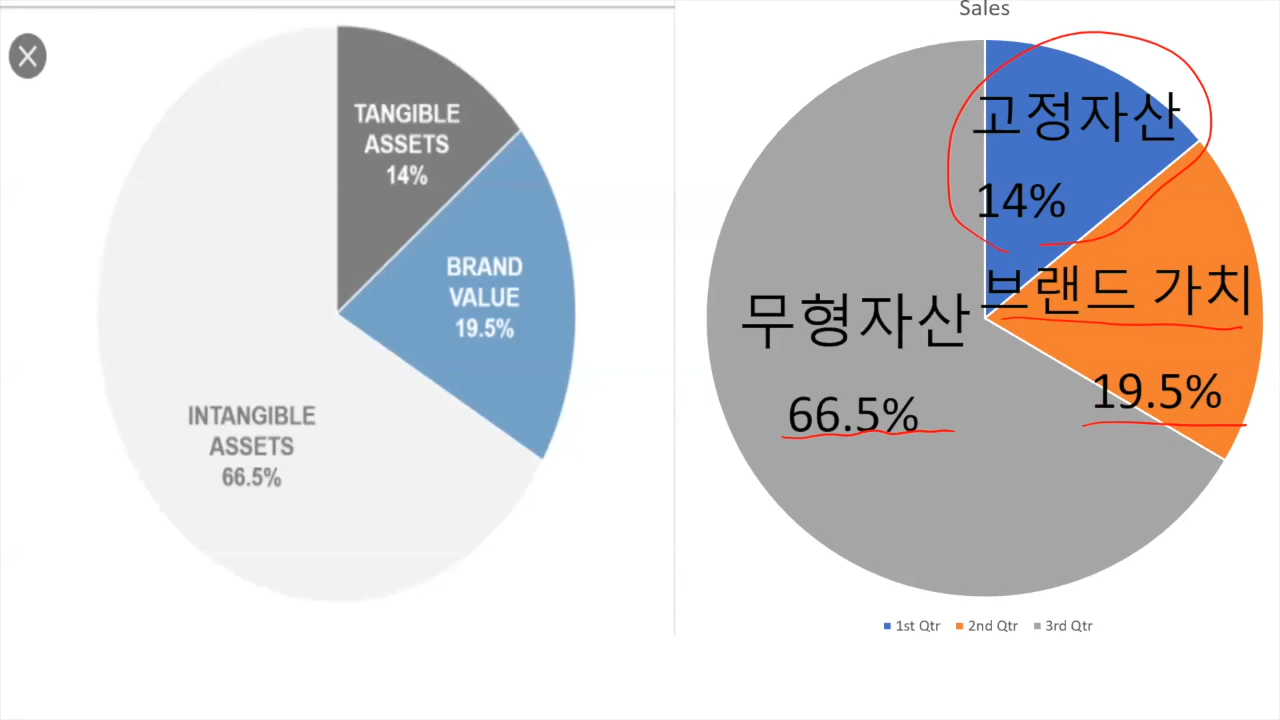 TANGIBLE
ASSETS
14%
BRAND
VALUE
19.5%
INTANGIBLE
ASSETS
66.5%
Sales
고정자산
14%
브랜드 가치
19.5%
무형자산
66.5%
1st Qtr 2nd Qtr 3rd Qtr